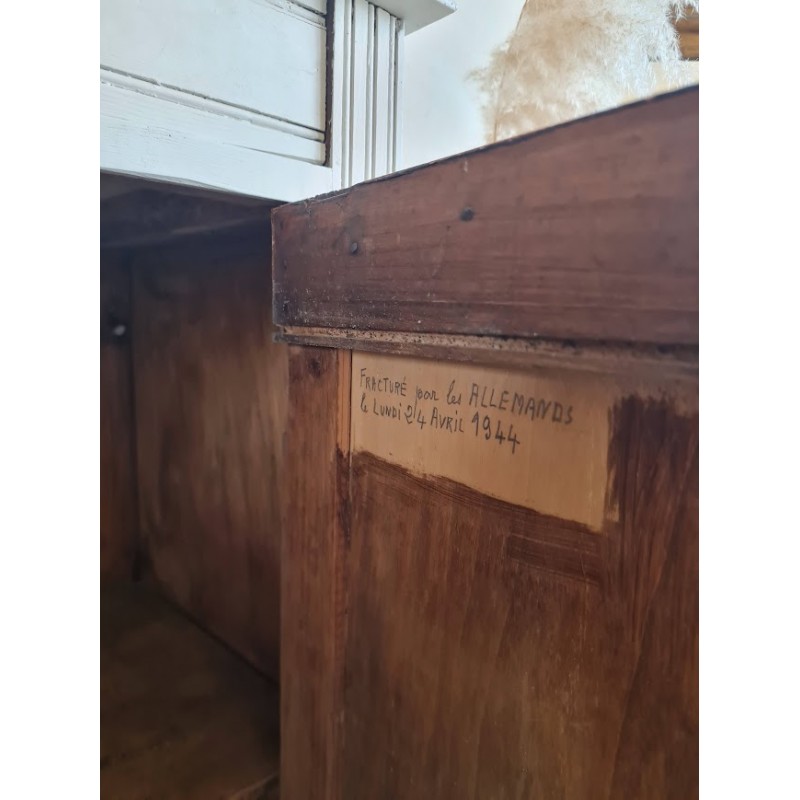 FRACTURÉ par les ALLEMANDS
le LUNDI 24 AVRIL 1944